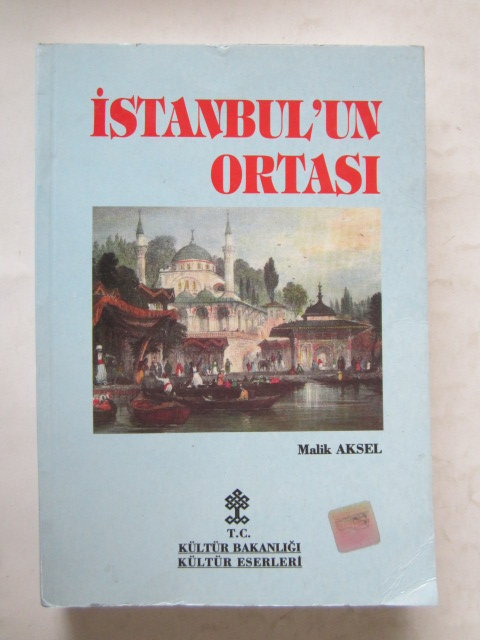 İSTANBUL'UN
ORTASI
Malik AKSEL
T.C.
KÜLTÜR BAKANLIĞI
KÜLTÜR ESERLERİ